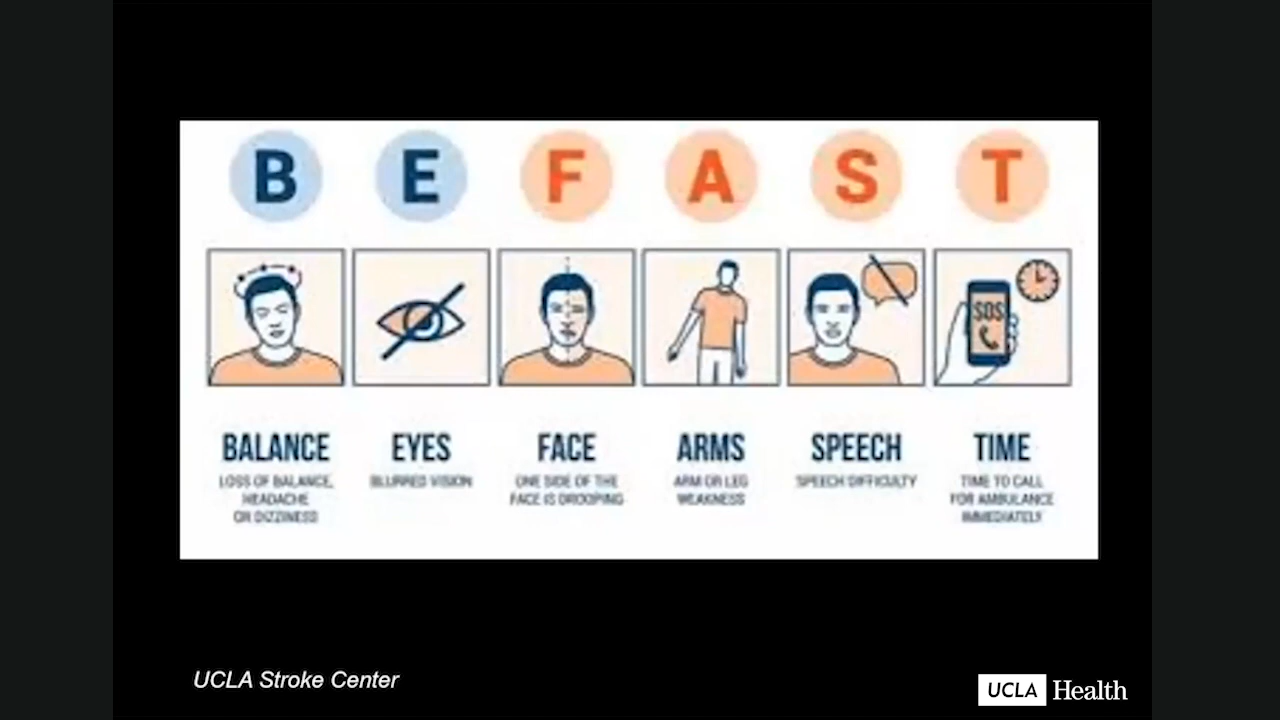 B E F A S T
SOS
BALANCE EYES FACE ARMS SPEECH TIME
LOSS OF BALANCE,
HEADACHE
OR DIZZINESS
BLURRED VISION
ONE SIDE OF THE
FACE IS DROOPING
ARM OR LEG
WEAKNESS
SPEECH DIFFICULTY
TIME TO CALL
FOR AMBULANCE
IMMEDIATELY
UCLA Stroke Center
UCLA Health